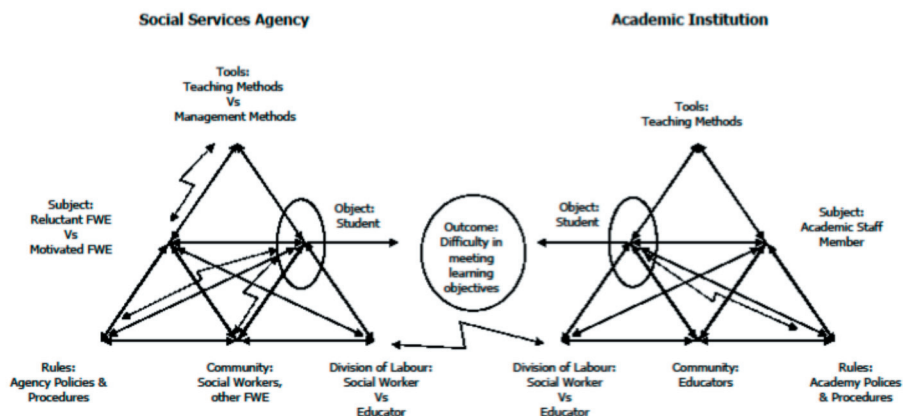 Social Services Agency
Academic Institution
Tools:
Teaching Methods
Vs
Management Methods
Tools:
Teaching Methods
Subject:
Reluctant FWE
Vs
Motivated FWE
Object:
Student
Outcome:
Difficulty in
meeting
learning
objectives
Object:
Student
Subject:
Academic Staff
Member
Rules:
Agency Policies &
Procedures
Community:
Social Workers,
other FWE
Division of Labour:
Social Worker
Vs
Educator
Division of Labour:
Social Worker
Vs
Educator
Community:
Educators
Rules:
Academy Polices
& Procedures